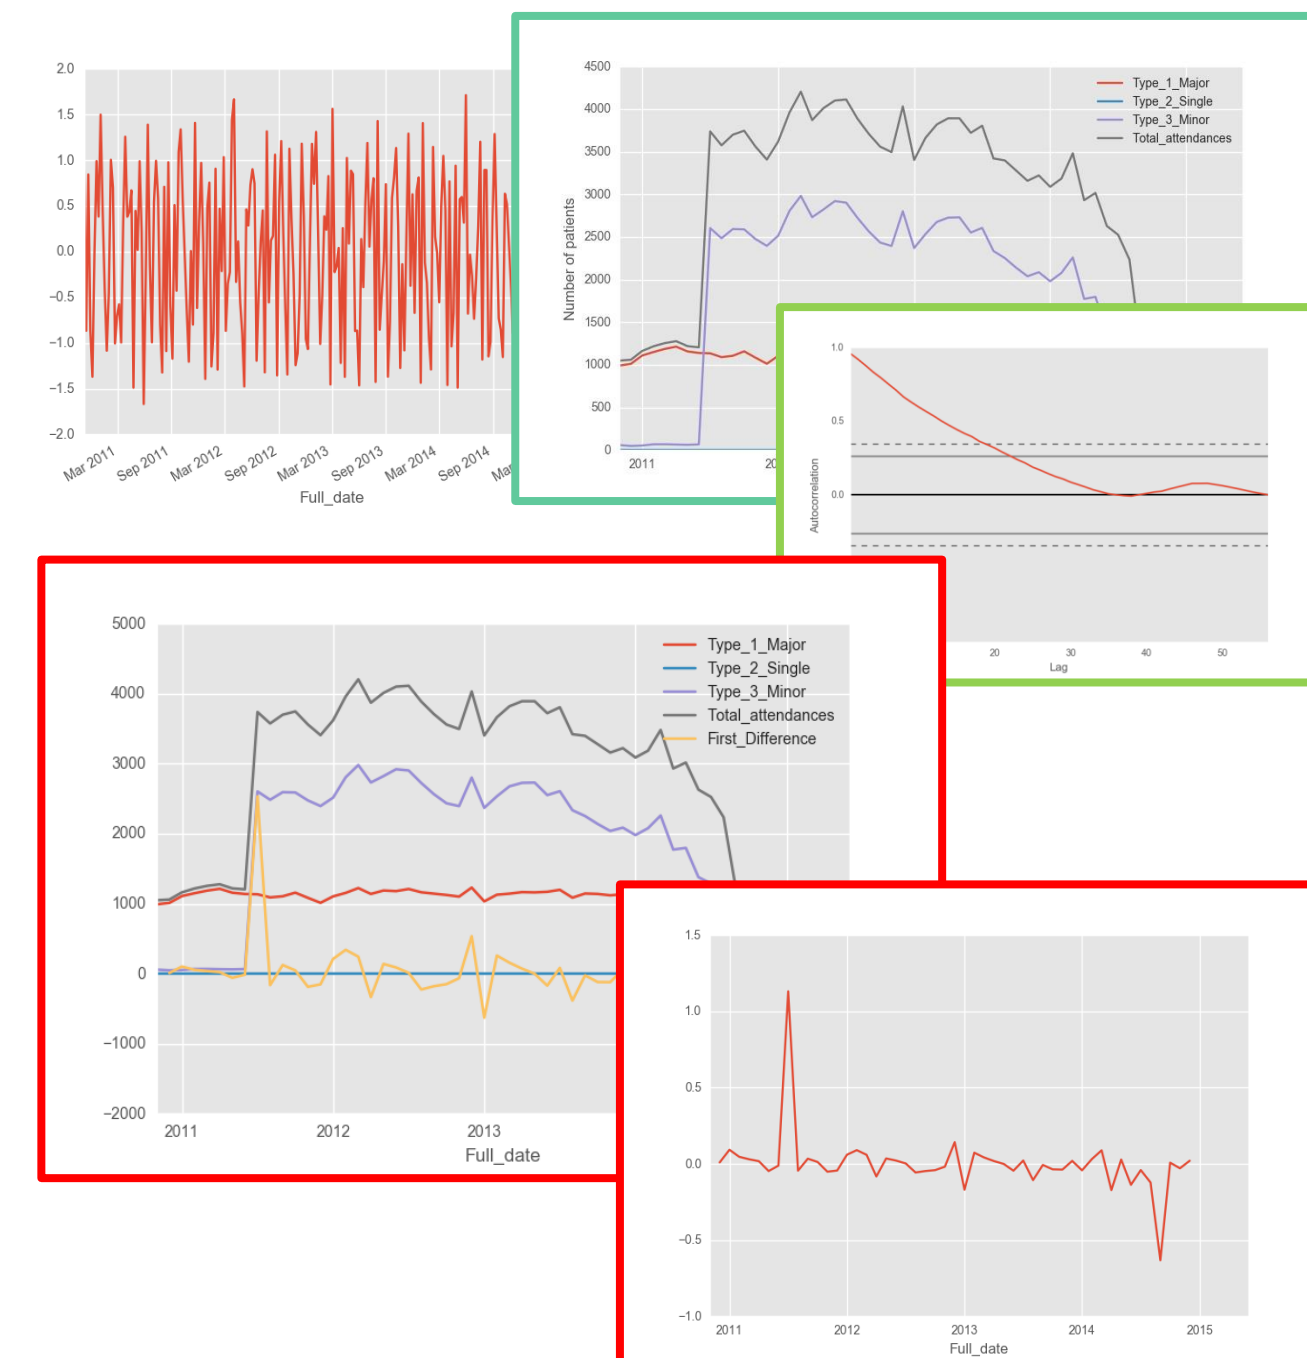 2.0
1.5
1.0
0.5
0.0
−0.5
−1.0
−1.5
−2.0
Mar 2011
Sep 2011
Mar 2012
Sep 2012
Mar 2013
Sep 2013
Mar 2014
Sep 2014
Full_date
4500
4000
3500
3000
2500
2000
1500
1000
500
0
Number of patients
Type_1_Major
Type_2_Single
Type_3_Minor
Total_attendances
2011
1.0
0.5
0.0
Autocorrelation
20 30 40 50
Lag
5000
4000
3000
2000
1000
0
−1000
−2000
Type_1_Major
Type_2_Single
Type_3_Minor
Total_attendances
First_Difference
2011 2012 2013
Full_date
1.5
1.0
0.5
0.0
−0.5
−1.0
2011 2012 2013 2014 2015
Full_date